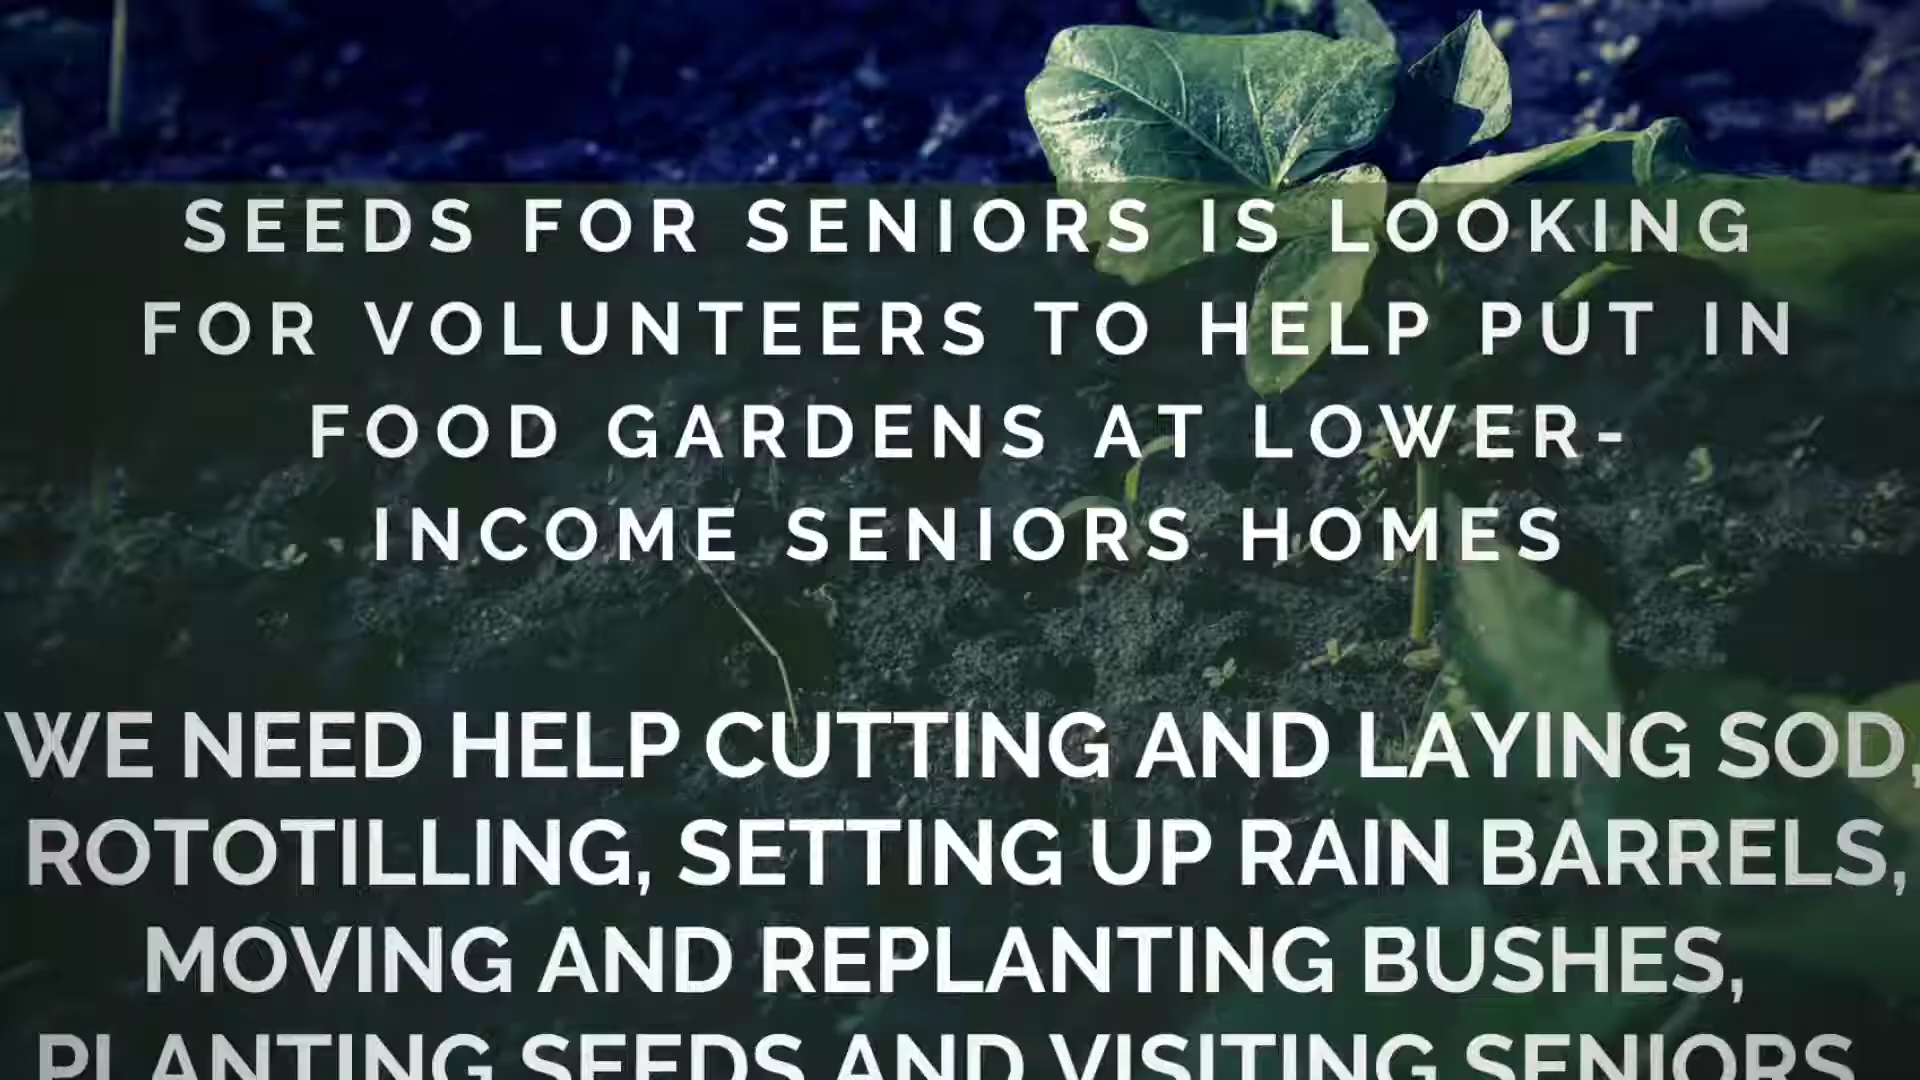 SEEDS FOR SENIORS IS LOOKING
FOR VOLUNTEERS TO HELP PUT IN
FOOD GARDENS AT LOWER-
INCOME SENIORS HOMES
WE NEED HELP CUTTING AND LAYING SOD,
ROTOTILLING, SETTING UP RAIN BARRELS,
MOVING AND REPLANTING BUSHES,
PLANTING SEEDS AND VISITING SENIORS